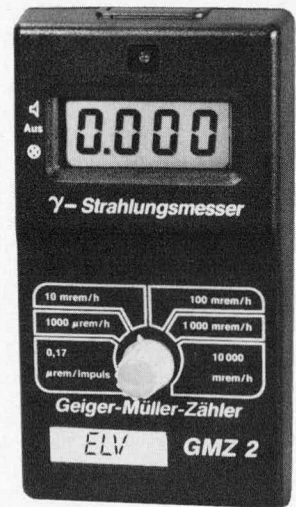 Aus
0.000
γ- Strahlungsmesser
10 mrem/h
100 mrem/h
1000 μrem/h
1 000 mrem/h
0,17
μrem/Impuls
10 000
mrem/h
Geiger-Müller-Zähler
ELV
GMZ 2